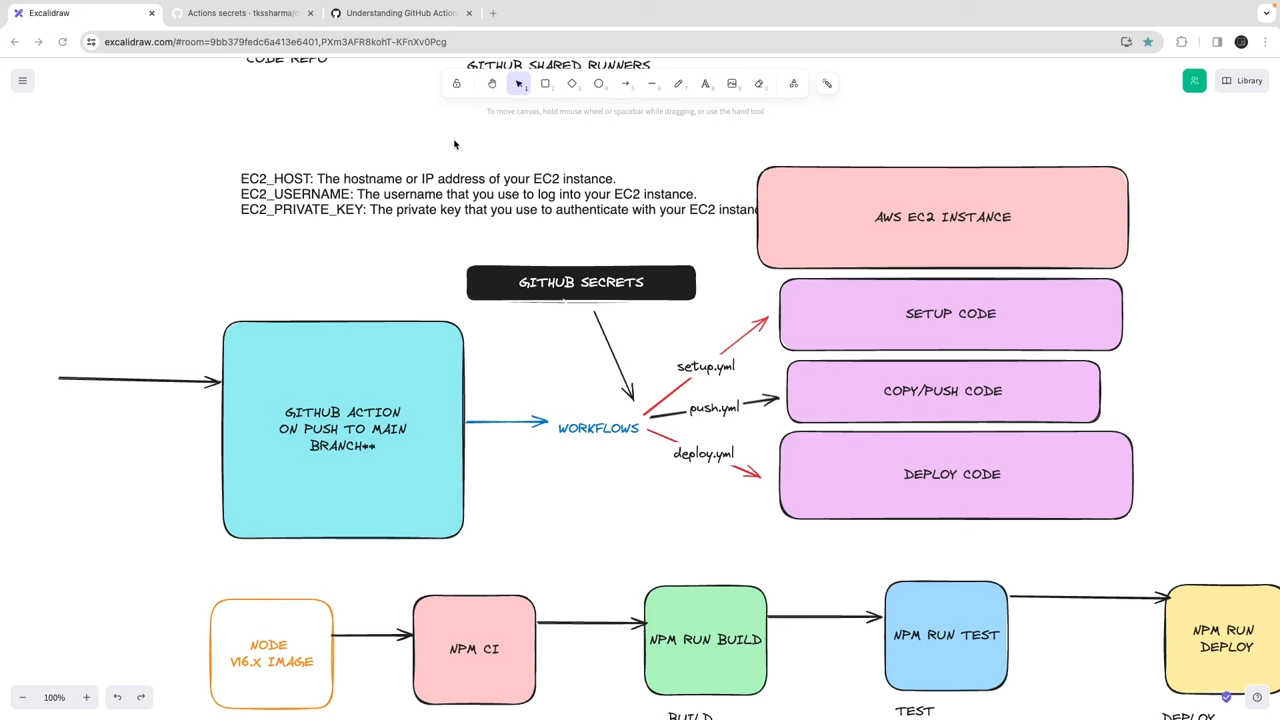 Excalidraw
Actions secrets · tkssharma/c
Understanding GitHub Action
excalidraw.com/#room=9bb379fedc6a413e6401,PXm3AFR8kohT-KFnXv0Pcg
CODE REPO
GITHUB SHARED RUNNERS
Library
To move canvas, hold mouse wheel or spacebar while dragging, or use the hand tool
EC2_HOST: The hostname or IP address of your EC2 instance.
EC2_USERNAME: The username that you use to log into your EC2 instance.
EC2_PRIVATE_KEY: The private key that you use to authenticate with your EC2 instanc
AWS EC2 INSTANCE
GITHUB SECRETS
SETUP CODE
setup.yml
COPY/PUSH CODE
push.yml
GITHUB ACTION
ON PUSH TO MAIN
BRANCH**
WORKFLOWS
deploy.yml
DEPLOY CODE
NODE
V16.X IMAGE
NPM CI
NPM RUN BUILD
NPM RUN TEST
NPM RUN
DEPLOY
BUILD
TEST
DEPLOY
100%